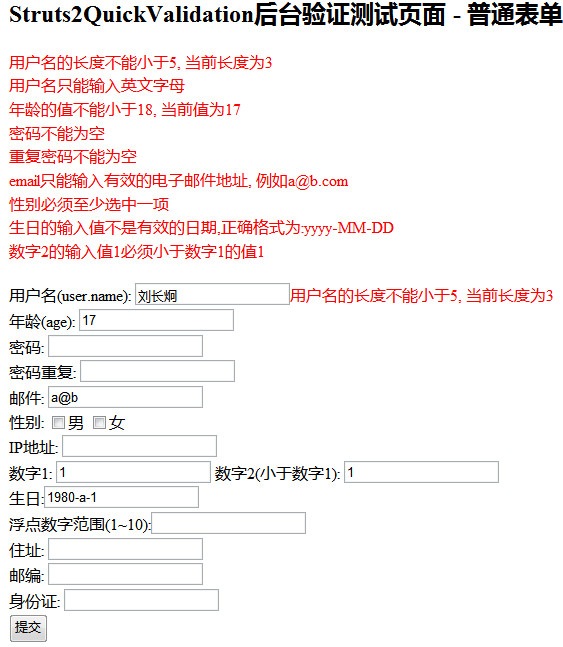 Struts2QuickValidation后台验证测试页面 - 普通表单
用户名的长度不能小于5, 当前长度为3
用户名只能输入英文字母
年龄的值不能小于18, 当前值为17
密码不能为空
重复密码不能为空
email只能输入有效的电子邮件地址, 例如a@b.com
性别必须至少选中一项
生日的输入值不是有效的日期,正确格式为:yyyy-MM-DD
数字2的输入值1必须小于数字1的值1
用户名(user.name): 刘长炯 用户名的长度不能小于5, 当前长度为3
年龄(age): 17
密码:
密码重复:
邮件: a@b
性别: 男 女
IP地址:
数字1: 1 数字2(小于数字1): 1
生日: 1980-a-1
浮点数字范围(1~10):
住址:
邮编:
身份证:
提交